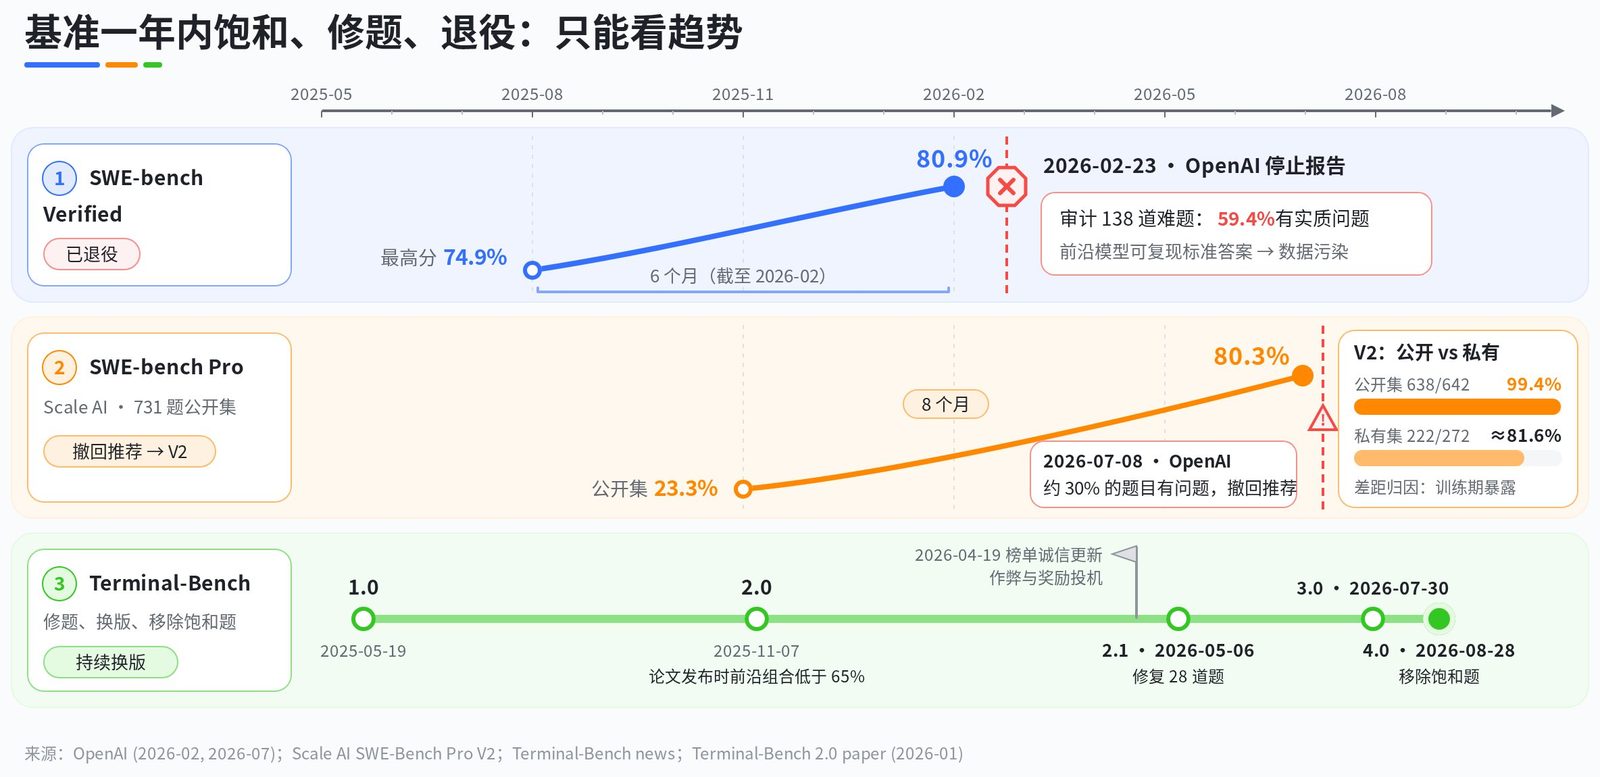 基准一年内饱和、修题、退役：只能看趋势
2025-05
2025-08
2025-11
2026-02
2026-05
2026-08
1 SWE-bench
Verified
已退役
最高分 74.9%
80.9%
6 个月（截至 2026-02）
2026-02-23 · OpenAI 停止报告
审计 138 道难题： 59.4%有实质问题
前沿模型可复现标准答案 → 数据污染
2 SWE-bench Pro
Scale AI · 731 题公开集
撤回推荐 → V2
公开集 23.3%
8 个月
80.3%
2026-07-08 · OpenAI
约 30% 的题目有问题，撤回推荐
!
V2：公开 vs 私有
公开集 638/642 99.4%
私有集 222/272 ≈81.6%
差距归因：训练期暴露
3 Terminal-Bench
修题、换版、移除饱和题
持续换版
1.0
2025-05-19
2.0
2025-11-07
论文发布时前沿组合低于 65%
2026-04-19 榜单诚信更新
作弊与奖励投机
2.1 · 2026-05-06
修复 28 道题
3.0 · 2026-07-30
4.0 · 2026-08-28
移除饱和题
来源：OpenAI (2026-02, 2026-07)；Scale AI SWE-Bench Pro V2；Terminal-Bench news；Terminal-Bench 2.0 paper (2026-01)